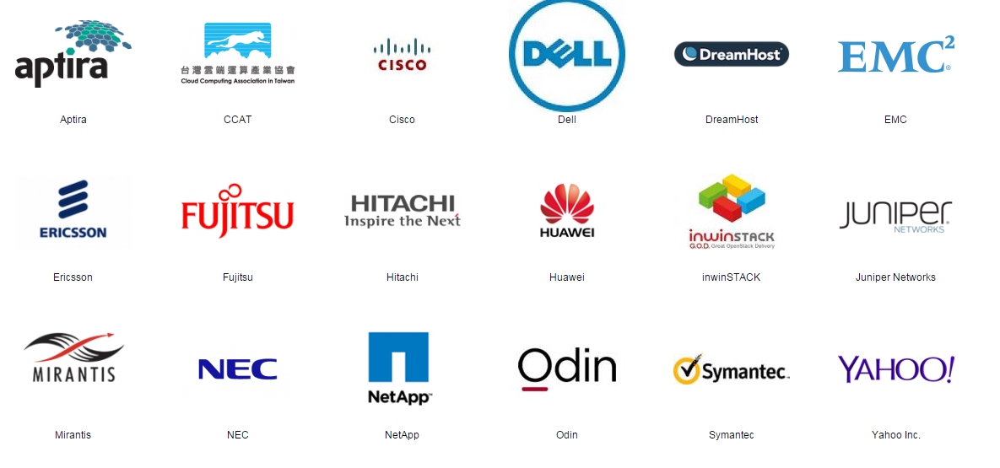 aptira
台灣雲端運算產業協會
Cloud Computing Association in Taiwan
CISCO
DELL
DreamHost
EMC²®
Aptira
CCAT
Cisco
Dell
DreamHost
EMC
ERICSSON
FUJITSU
HITACHI
Inspire the Next
HUAWEI
inwinSTACK
G.O.D. Great OpenStack Delivery
JUNIPER®
NETWORKS
Ericsson
Fujitsu
Hitachi
Huawei
inwinSTACK
Juniper Networks
MIRANTIS
NEC
NetApp™
Odin
Symantec™
YAHOO!
Mirantis
NEC
NetApp
Odin
Symantec
Yahoo Inc.